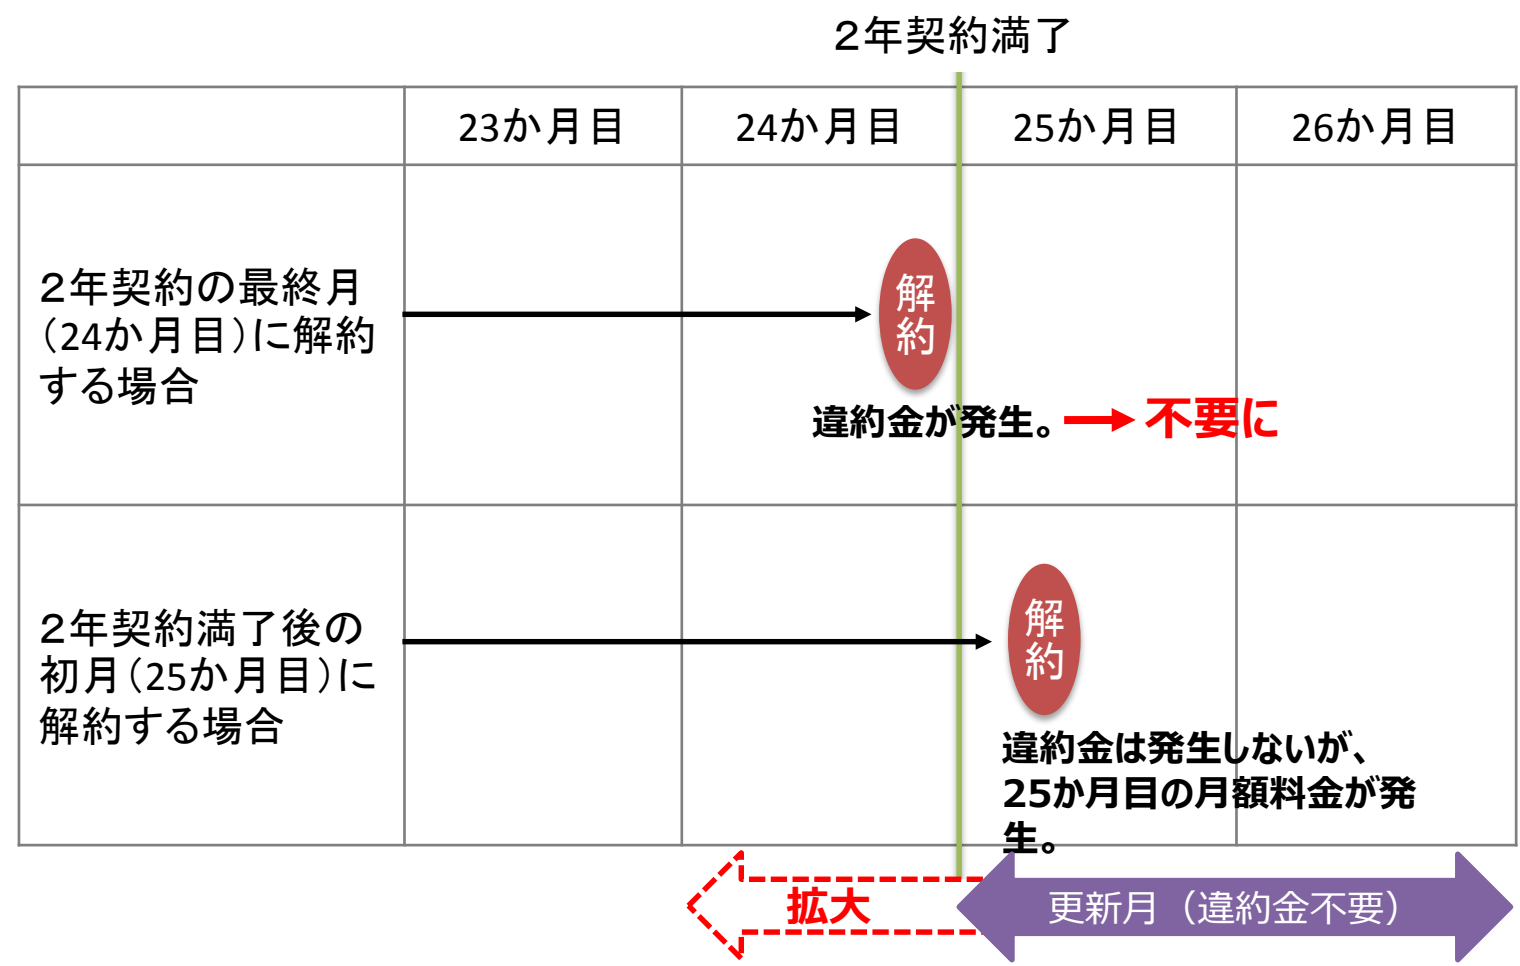 ２年契約満了
23か月目
24か月目
25か月目
26か月目
２年契約の最終月
（24か月目）に解約
する場合
解約
違約金が発生。
不要に
２年契約満了後の
初月（25か月目）に
解約する場合
解約
違約金は発生しないが、
25か月目の月額料金が発
生。
拡大
更新月（違約金不要）